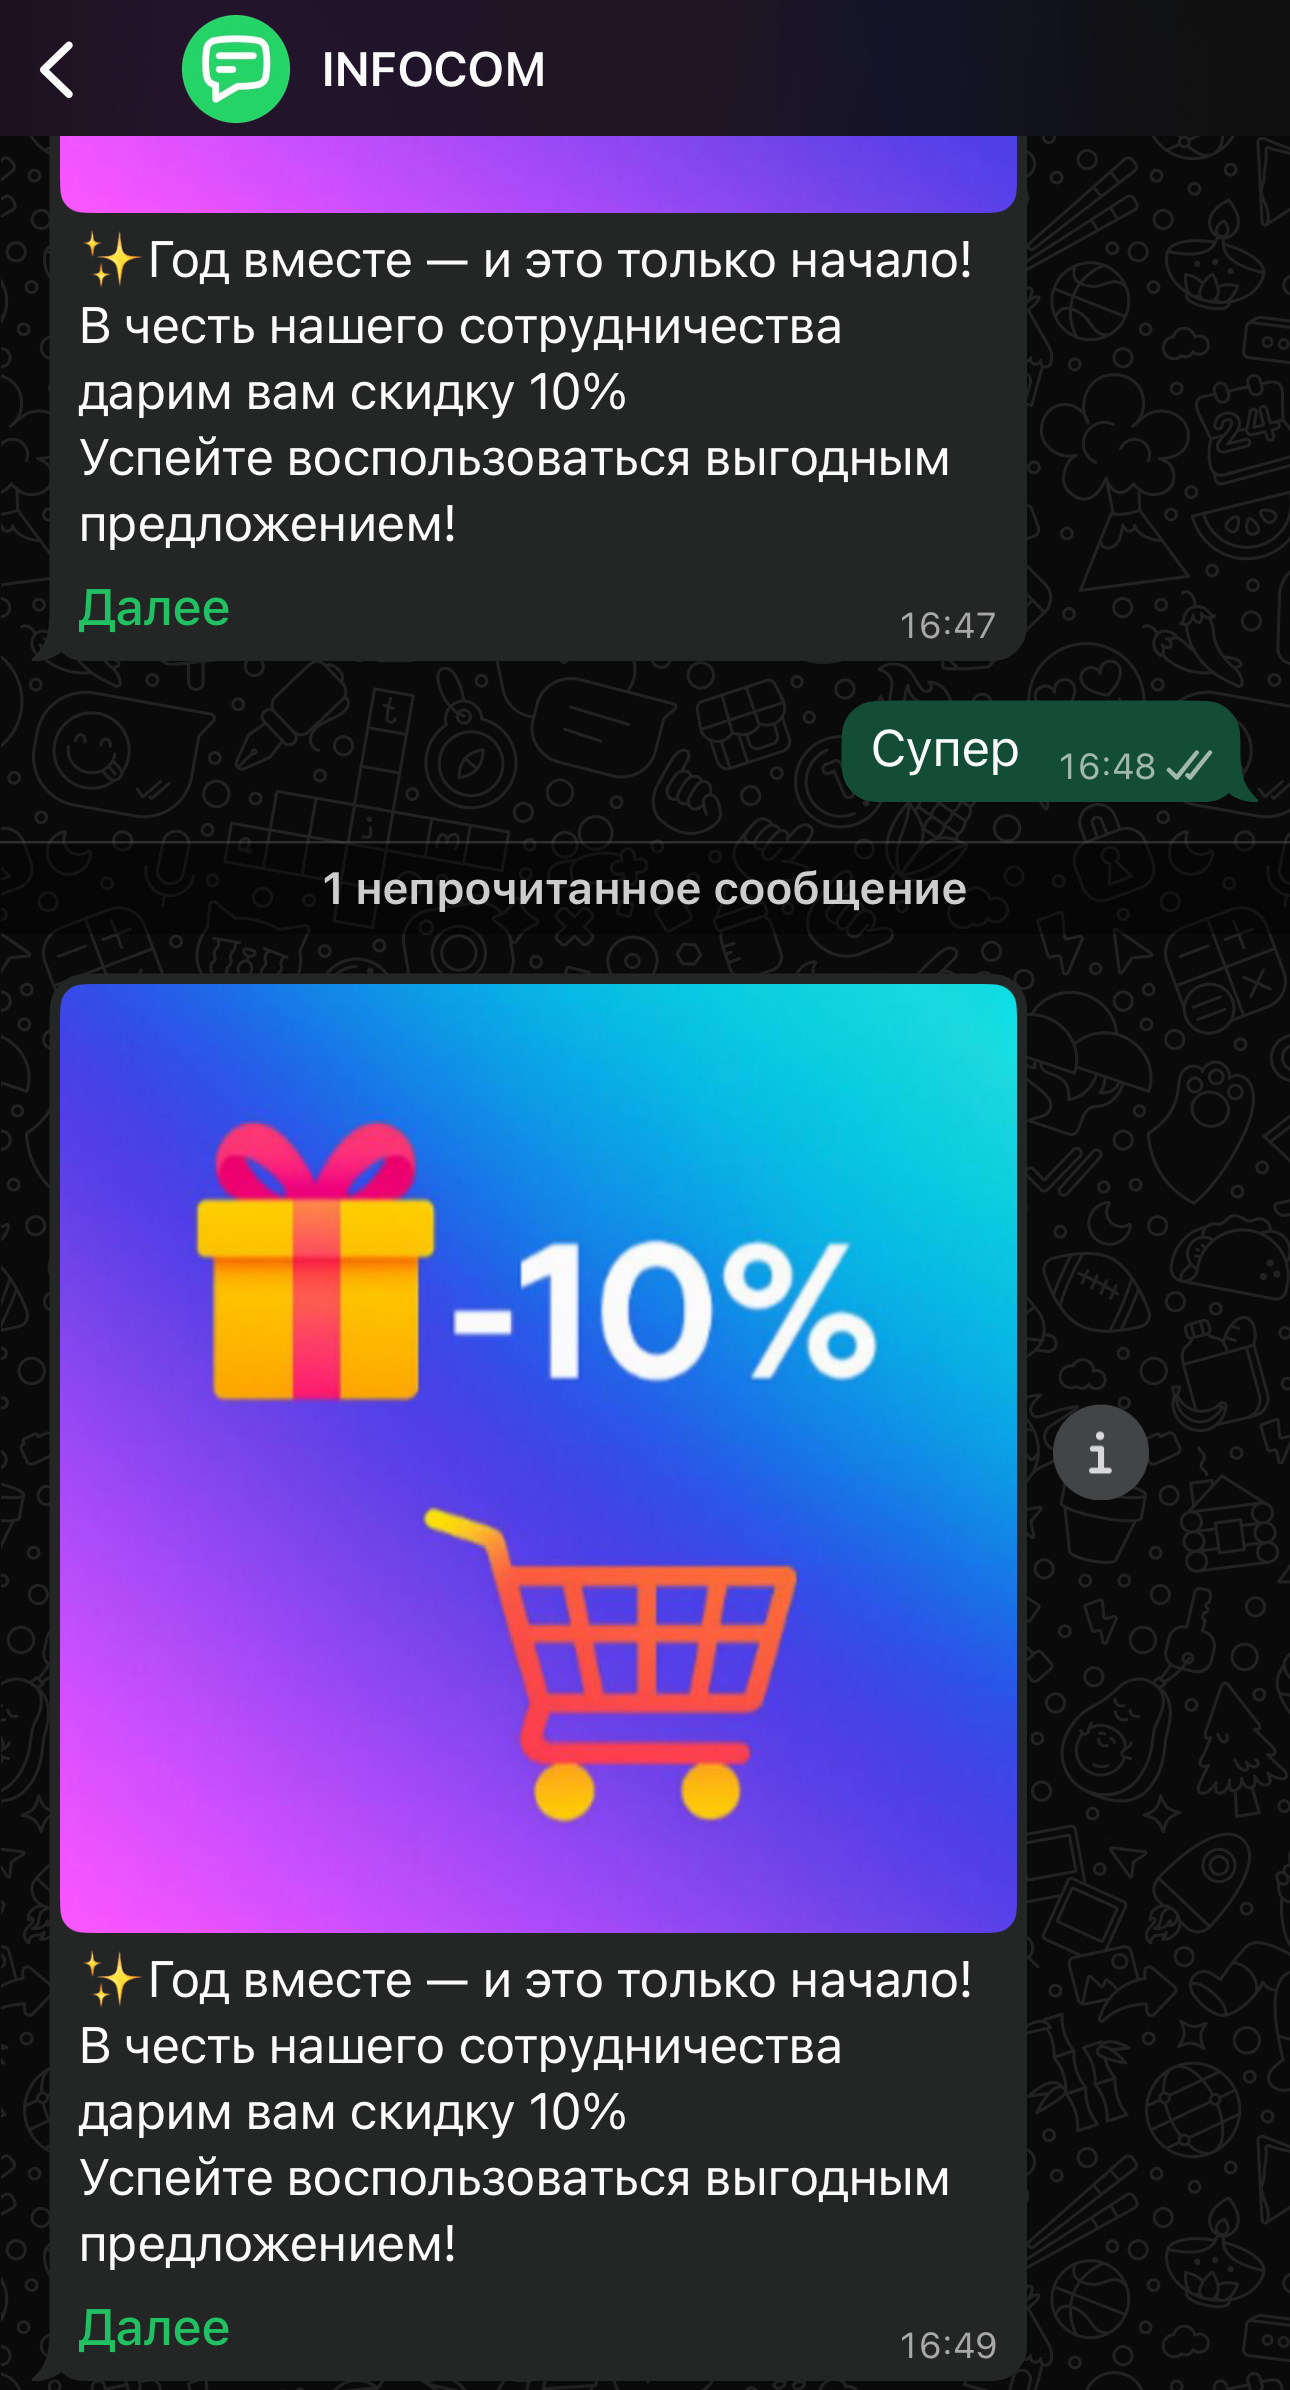 INFOCOM
✨Год вместе — и это только начало!
В честь нашего сотрудничества
дарим вам скидку 10%
Успейте воспользоваться выгодным
предложением!
Далее
16:47
Супер 16:48
1 непрочитанное сообщение
-10%
✨Год вместе — и это только начало!
В честь нашего сотрудничества
дарим вам скидку 10%
Успейте воспользоваться выгодным
предложением!
Далее
16:49